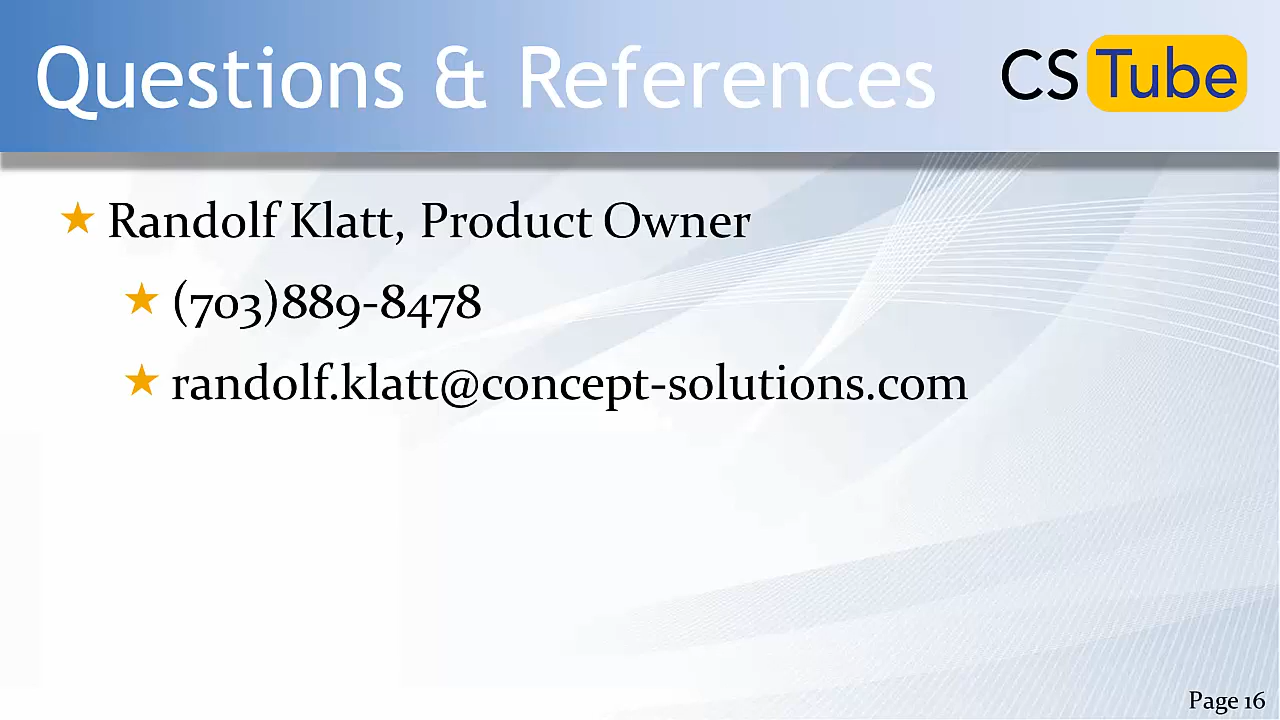 Questions & References
CS Tube
Randolf Klatt, Product Owner
(703)889-8478
randolf.klatt@concept-solutions.com
Page 16